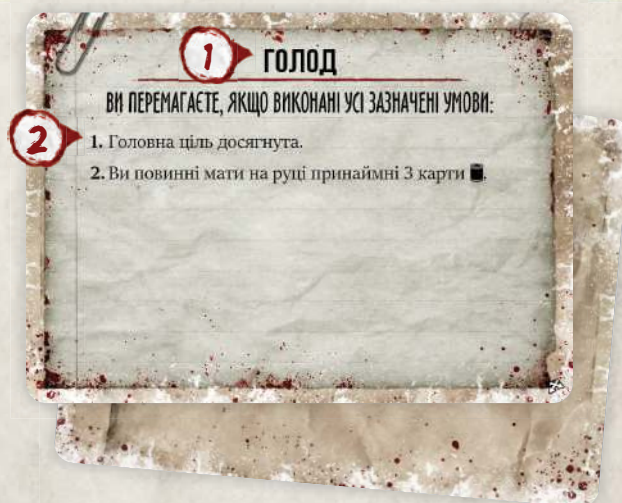 1 ГОЛОД
ВИ ПЕРЕМАГАЄТЕ, ЯКЩО ВИКОНАНІ УСІ ЗАЗНАЧЕНІ УМОВИ:
2 1. Головна ціль досягнута.
2. Ви повинні мати на руці принаймні 3 карти .